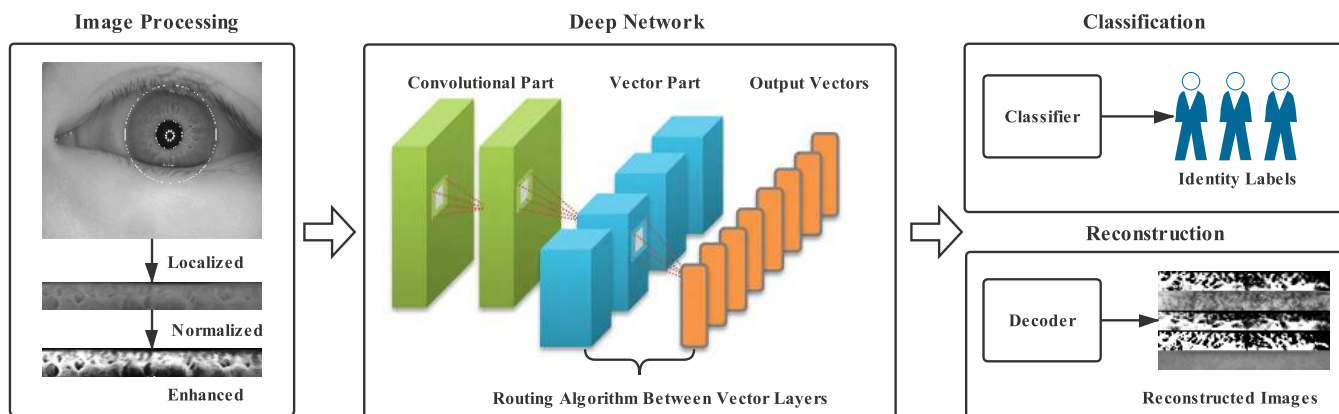 Image Processing
Localized
Normalized
Enhanced
Deep Network
Convolutional Part
Vector Part
Output Vectors
Routing Algorithm Between Vector Layers
Classification
Classifier
Identity Labels
Reconstruction
Decoder
Reconstructed Images